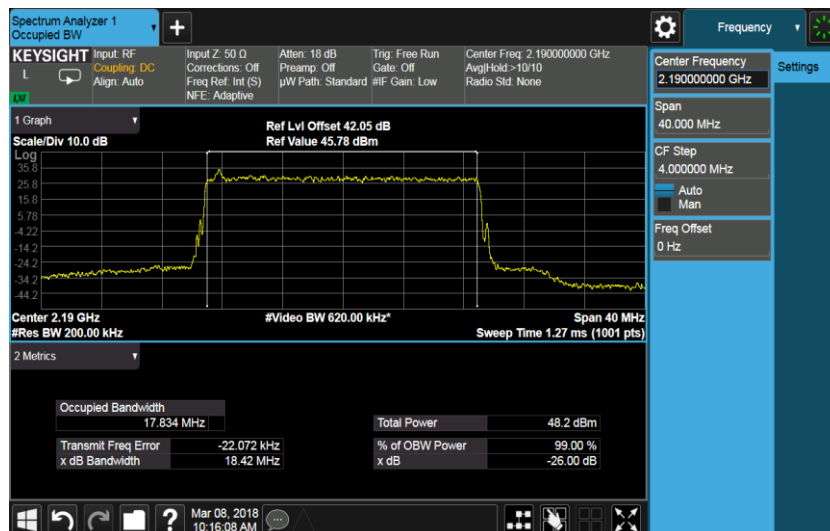 Spectrum Analyzer 1
Occupied BW
+
Frequency
KEYSIGHT
L
LXI
Input: RF
Coupling: DC
Align: Auto
Input Z: 50 Ω
Corrections: Off
Freq Ref: Int (S)
NFE: Adaptive
Atten: 18 dB
Preamp: Off
µW Path: Standard
Trig: Free Run
Gate: Off
#IF Gain: Low
Center Freq: 2.190000000 GHz
Avg|Hold:>10/10
Radio Std: None
Center Frequency
2.190000000 GHz
Settings
Span
40.000 MHz
CF Step
4.000000 MHz
Auto
Man
Freq Offset
0 Hz
1 Graph
Scale/Div 10.0 dB
Ref Lvl Offset 42.05 dB
Ref Value 45.78 dBm
Log
35.8
25.8
15.8
5.78
-4.22
-14.2
-24.2
-34.2
-44.2
Center 2.19 GHz
#Video BW 620.00 kHz*
Span 40 MHz
#Res BW 200.00 kHz
Sweep Time 1.27 ms (1001 pts)
2 Metrics
Occupied Bandwidth
17.834 MHz
Total Power 48.2 dBm
Transmit Freq Error -22.072 kHz
% of OBW Power 99.00 %
x dB Bandwidth 18.42 MHz
x dB -26.00 dB
?
Mar 08, 2018
10:16:08 AM